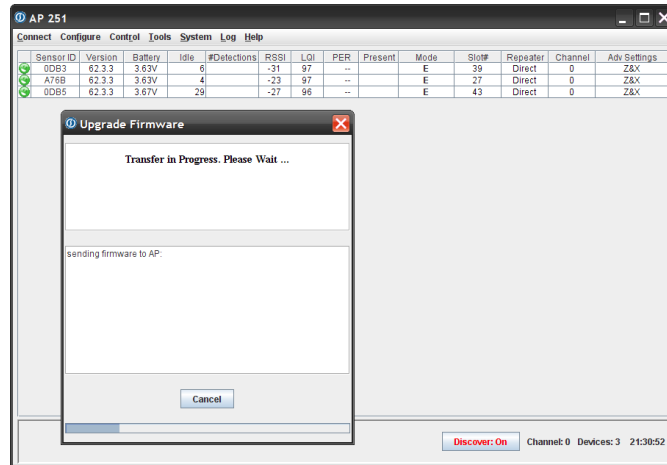 AP 251
Connect Configure Control Tools System Log Help
Sensor ID Version Battery Idle #Detections RSSI LQI PER Present Mode Slot# Repeater Channel Adv Settings
0DB3 62.3.3 3.63V 6 -31 97 -- E 39 Direct 0 Z&X
A76B 62.3.3 3.63V 4 -23 97 -- E 27 Direct 0 Z&X
0DB5 62.3.3 3.67V 29 -27 96 -- E 43 Direct 0 Z&X
Upgrade Firmware
Transfer in Progress. Please Wait ...
sending firmware to AP:
Cancel
Discover: On Channel: 0 Devices: 3 21:30:52